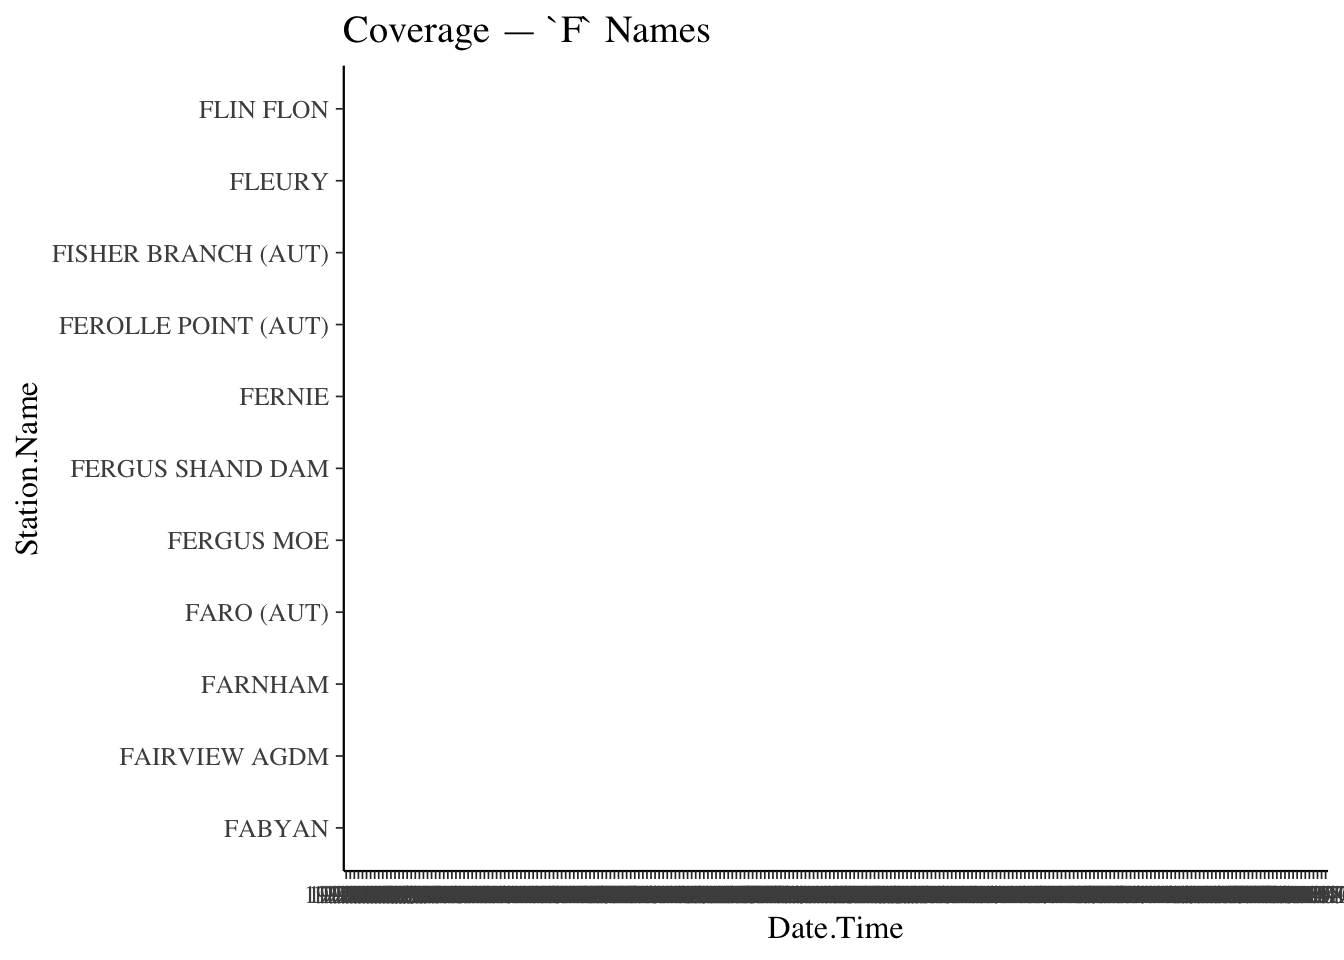 Coverage — `F` Names
FLIN FLON
FLEURY
FISHER BRANCH (AUT)
FEROLLE POINT (AUT)
FERNIE
FERGUS SHAND DAM
FERGUS MOE
FARO (AUT)
FARNHAM
FAIRVIEW AGDM
FABYAN
Station.Name
Date.Time